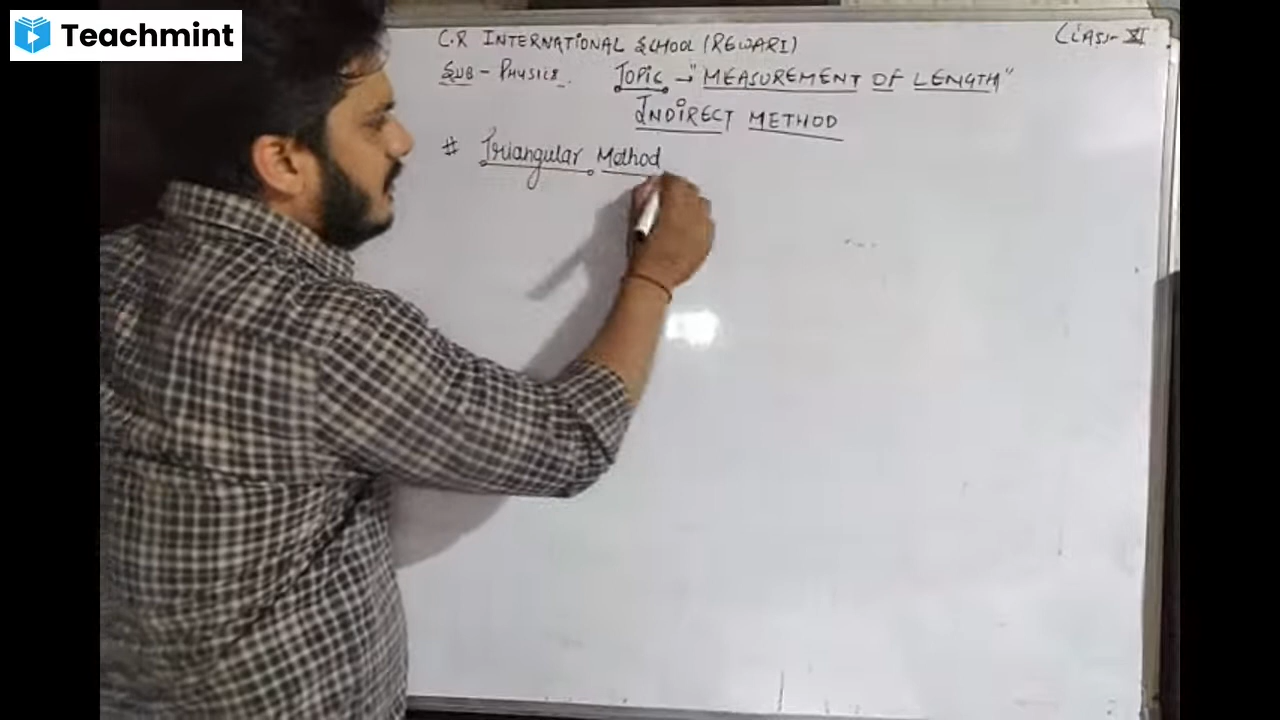 Teachmint
C.R INTERNATIONAL SCHOOL (REWARI)
CLASS-XI
SUB - PHYSICS. TOPIC → "MEASUREMENT OF LENGTH"
INDIRECT METHOD
# Triangular Method